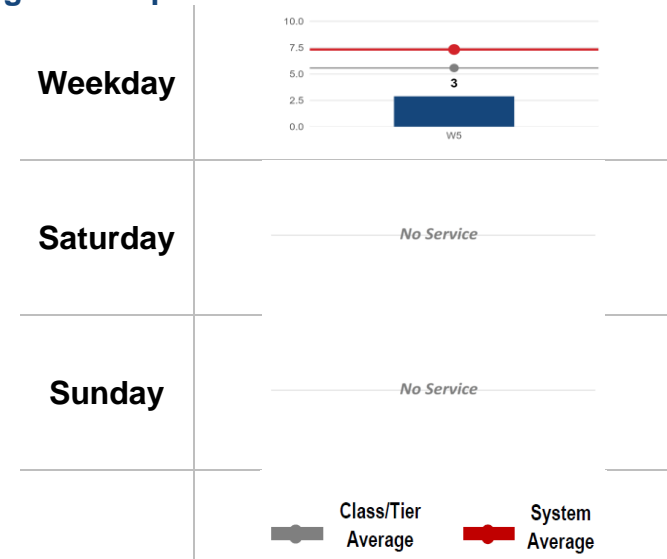 Weekday
10.0
7.5
5.0
2.5
0.0
3
W5
Saturday
No Service
Sunday
No Service
Class/Tier
Average
System
Average